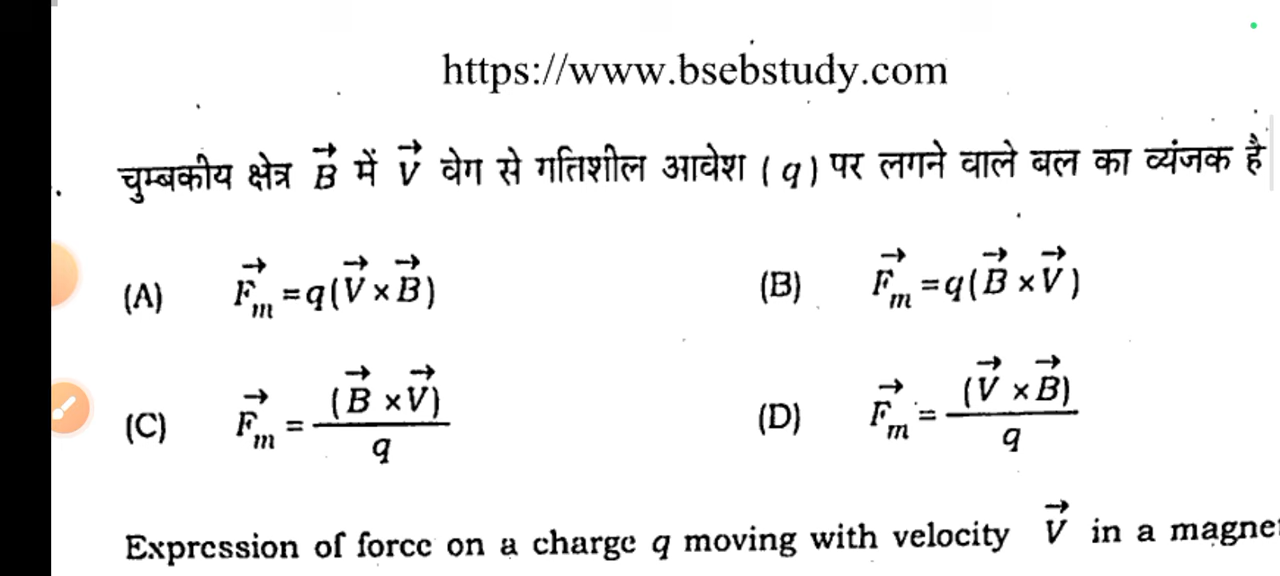 https://www.bsebstudy.com
. चुम्बकीय क्षेत्र B⃗ में V⃗ वेग से गतिशील आवेश ( q ) पर लगने वाले बल का व्यंजक है
(A) F⃗m = q(V⃗ × B⃗) (B) F⃗m = q(B⃗ × V⃗)
(C) F⃗m = (B⃗ × V⃗) / q (D) F⃗m = (V⃗ × B⃗) / q
Expression of force on a charge q moving with velocity V⃗ in a magne